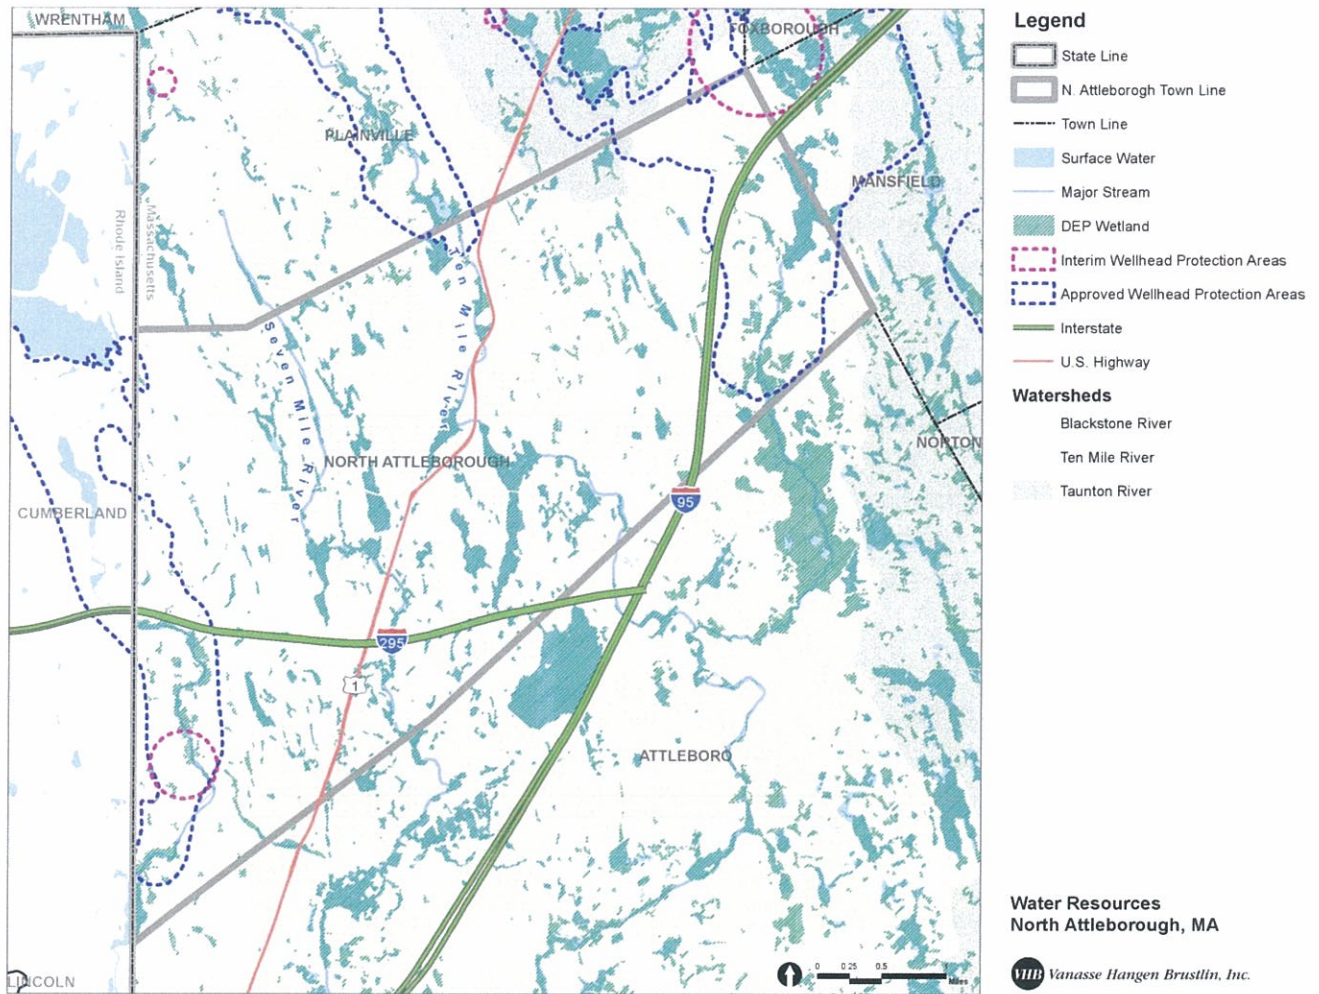 WRENTHAM
FOXBOROUGH
PLAINVILLE
MANSFIELD
Rhode Island
Massachusetts
Ten Mile River
Seven Mile River
NORTH ATTLEBOROUGH
NORTON
CUMBERLAND
95
295
1
ATTLEBORO
LINCOLN
0 0.25 0.5 1
Miles
Legend
State Line
N. Attleborogh Town Line
Town Line
Surface Water
Major Stream
DEP Wetland
Interim Wellhead Protection Areas
Approved Wellhead Protection Areas
Interstate
U.S. Highway
Watersheds
Blackstone River
Ten Mile River
Taunton River
Water Resources
North Attleborough, MA
VHB Vanasse Hangen Brustlin, Inc.